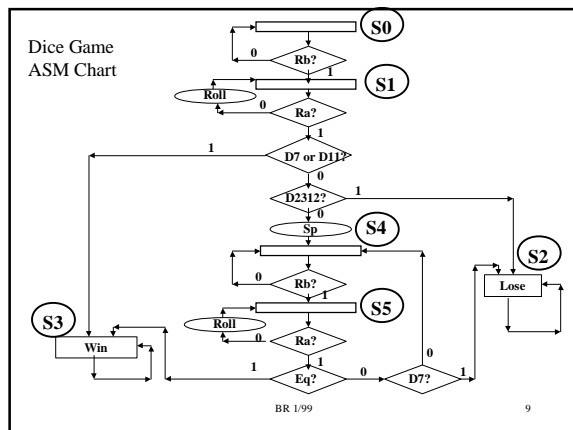 Dice Game
ASM Chart
S0
0
Rb?
1
S1
Roll
0
Ra?
1
1
D7 or D11?
0
D2312?
1
0
Sp
S4
0
Rb?
1
S2
Lose
S5
Roll
0
Ra?
S3
Win
1
1
Eq?
0
D7?
0
1
BR 1/99
9